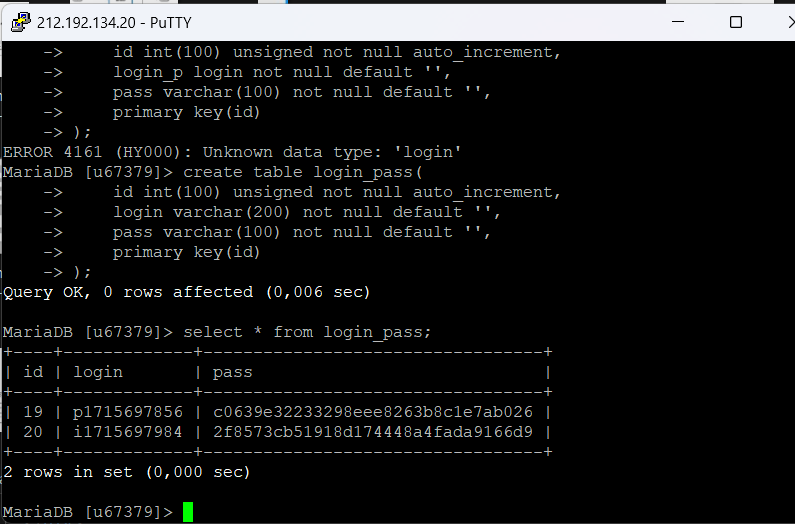 212.192.134.20 - PuTTY
    ->     id int(100) unsigned not null auto_increment,
    ->     login_p login not null default '',
    ->     pass varchar(100) not null default '',
    ->     primary key(id)
    -> );
ERROR 4161 (HY000): Unknown data type: 'login'
MariaDB [u67379]> create table login_pass(
    ->     id int(100) unsigned not null auto_increment,
    ->     login varchar(200) not null default '',
    ->     pass varchar(100) not null default '',
    ->     primary key(id)
    -> );
Query OK, 0 rows affected (0,006 sec)
MariaDB [u67379]> select * from login_pass;
+----+-------------+----------------------------------+
| id | login       | pass                             |
+----+-------------+----------------------------------+
| 19 | p1715697856 | c0639e32233298eee8263b8c1e7ab026 |
| 20 | i1715697984 | 2f8573cb51918d174448a4fada9166d9 |
+----+-------------+----------------------------------+
2 rows in set (0,000 sec)
MariaDB [u67379]>